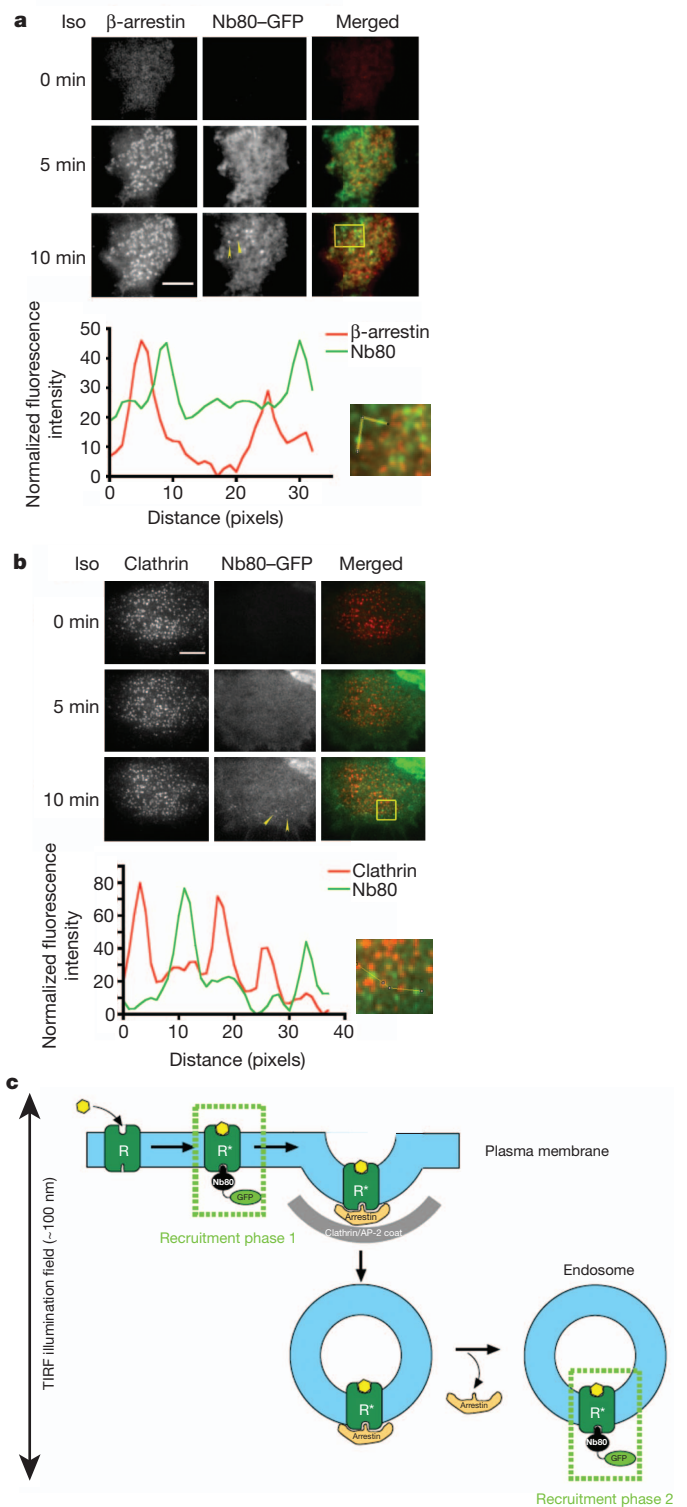 a Iso β-arrestin Nb80–GFP Merged
0 min
5 min
10 min
Normalized fluorescence
intensity
50
40
30
20
10
0
β-arrestin
Nb80
0 10 20 30
Distance (pixels)
b Iso Clathrin Nb80–GFP Merged
0 min
5 min
10 min
Normalized fluorescence
intensity
80
60
40
20
0
Clathrin
Nb80
0 10 20 30 40
Distance (pixels)
c
TIRF illumination field (~100 nm)
R
R*
Nb80
GFP
Recruitment phase 1
R*
Arrestin
Clathrin/AP-2 coat
Plasma membrane
Endosome
R*
Arrestin
Arrestin
R*
Nb80
GFP
Recruitment phase 2